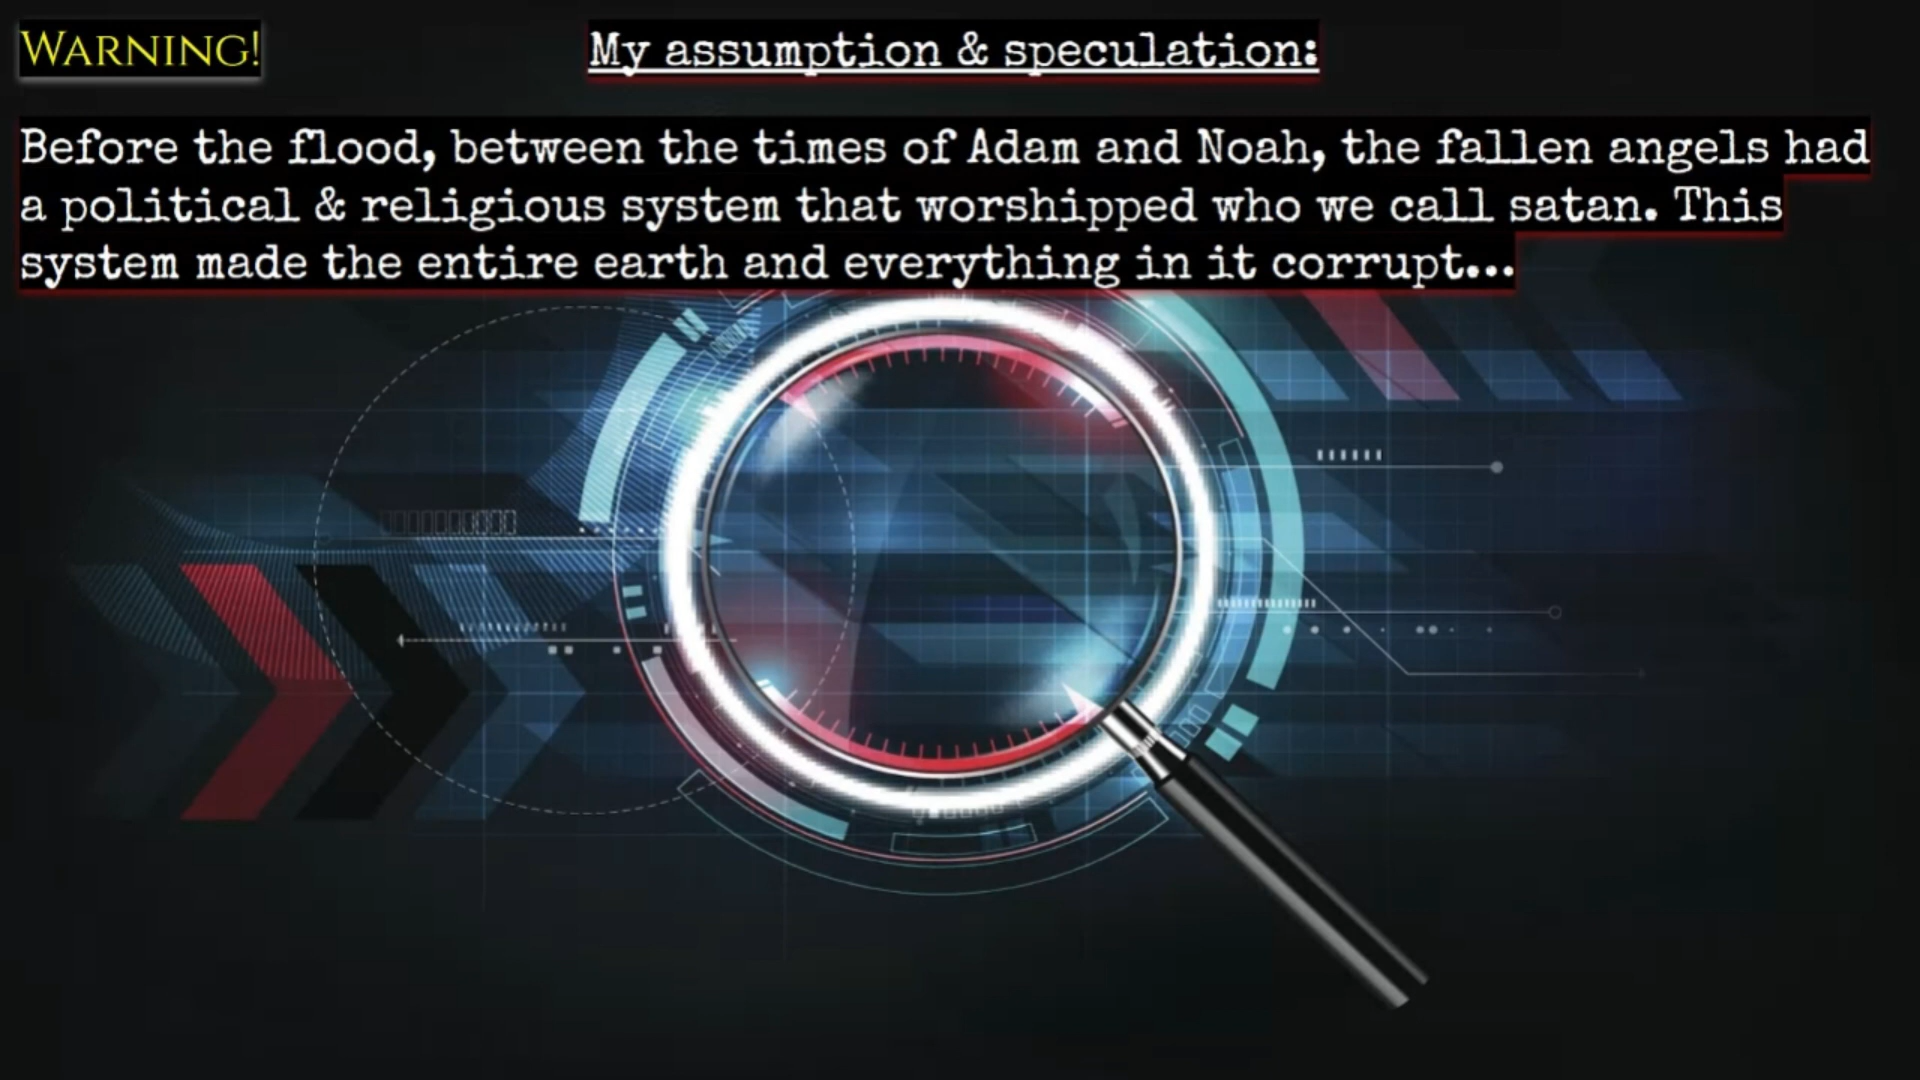 Warning!
My assumption & speculation:
Before the flood, between the times of Adam and Noah, the fallen angels had
a political & religious system that worshipped who we call satan. This
system made the entire earth and everything in it corrupt...